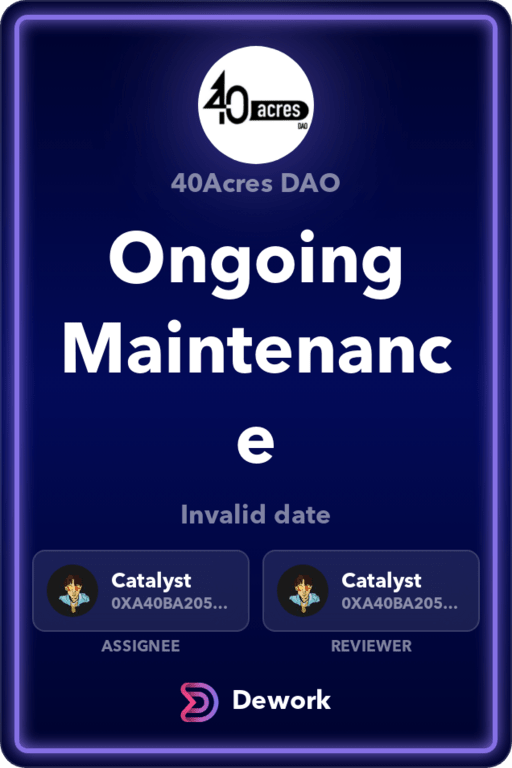 40 acres
DAO
40Acres DAO
Ongoing
Maintenanc
e
Invalid date
Catalyst
0XA40BA205...
Catalyst
0XA40BA205...
ASSIGNEE
REVIEWER
Dework